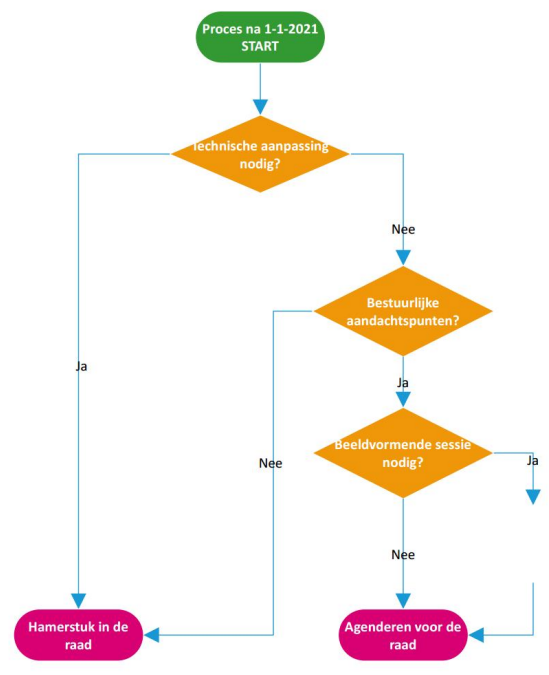 Proces na 1-1-2021
START
Technische aanpassing
nodig?
Nee
Bestuurlijke
aandachtspunten?
Ja
Ja
Beeldvormende sessie
nodig?
Nee
Ja
Nee
Hamerstuk in de
raad
Agenderen voor de
raad